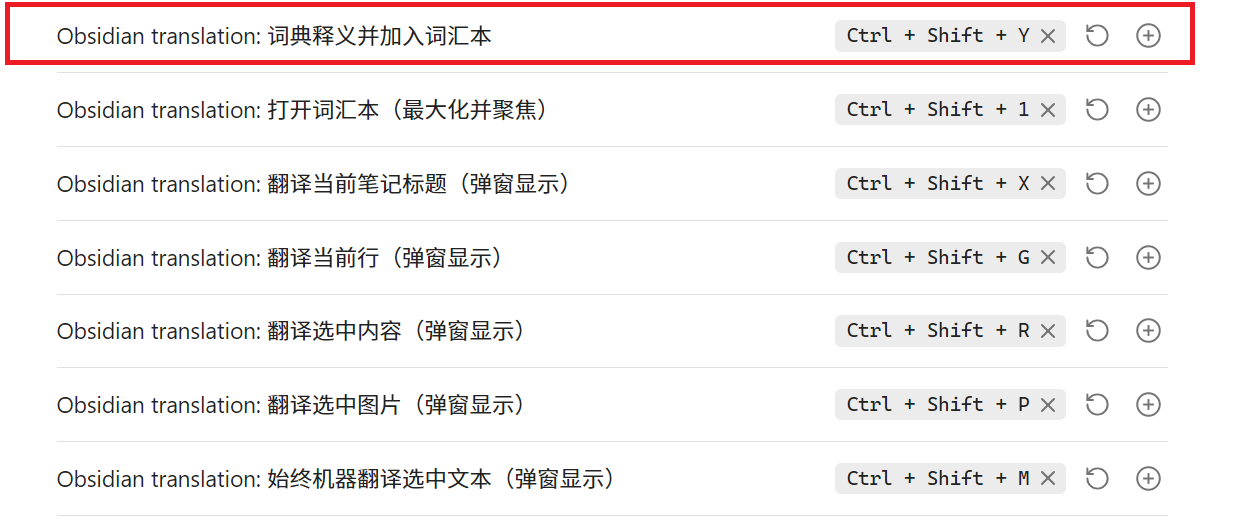 Obsidian translation: 词典释义并加入词汇本 Ctrl + Shift + Y
Obsidian translation: 打开词汇本（最大化并聚焦） Ctrl + Shift + 1
Obsidian translation: 翻译当前笔记标题（弹窗显示） Ctrl + Shift + X
Obsidian translation: 翻译当前行（弹窗显示） Ctrl + Shift + G
Obsidian translation: 翻译选中内容（弹窗显示） Ctrl + Shift + R
Obsidian translation: 翻译选中图片（弹窗显示） Ctrl + Shift + P
Obsidian translation: 始终机器翻译选中文本（弹窗显示） Ctrl + Shift + M